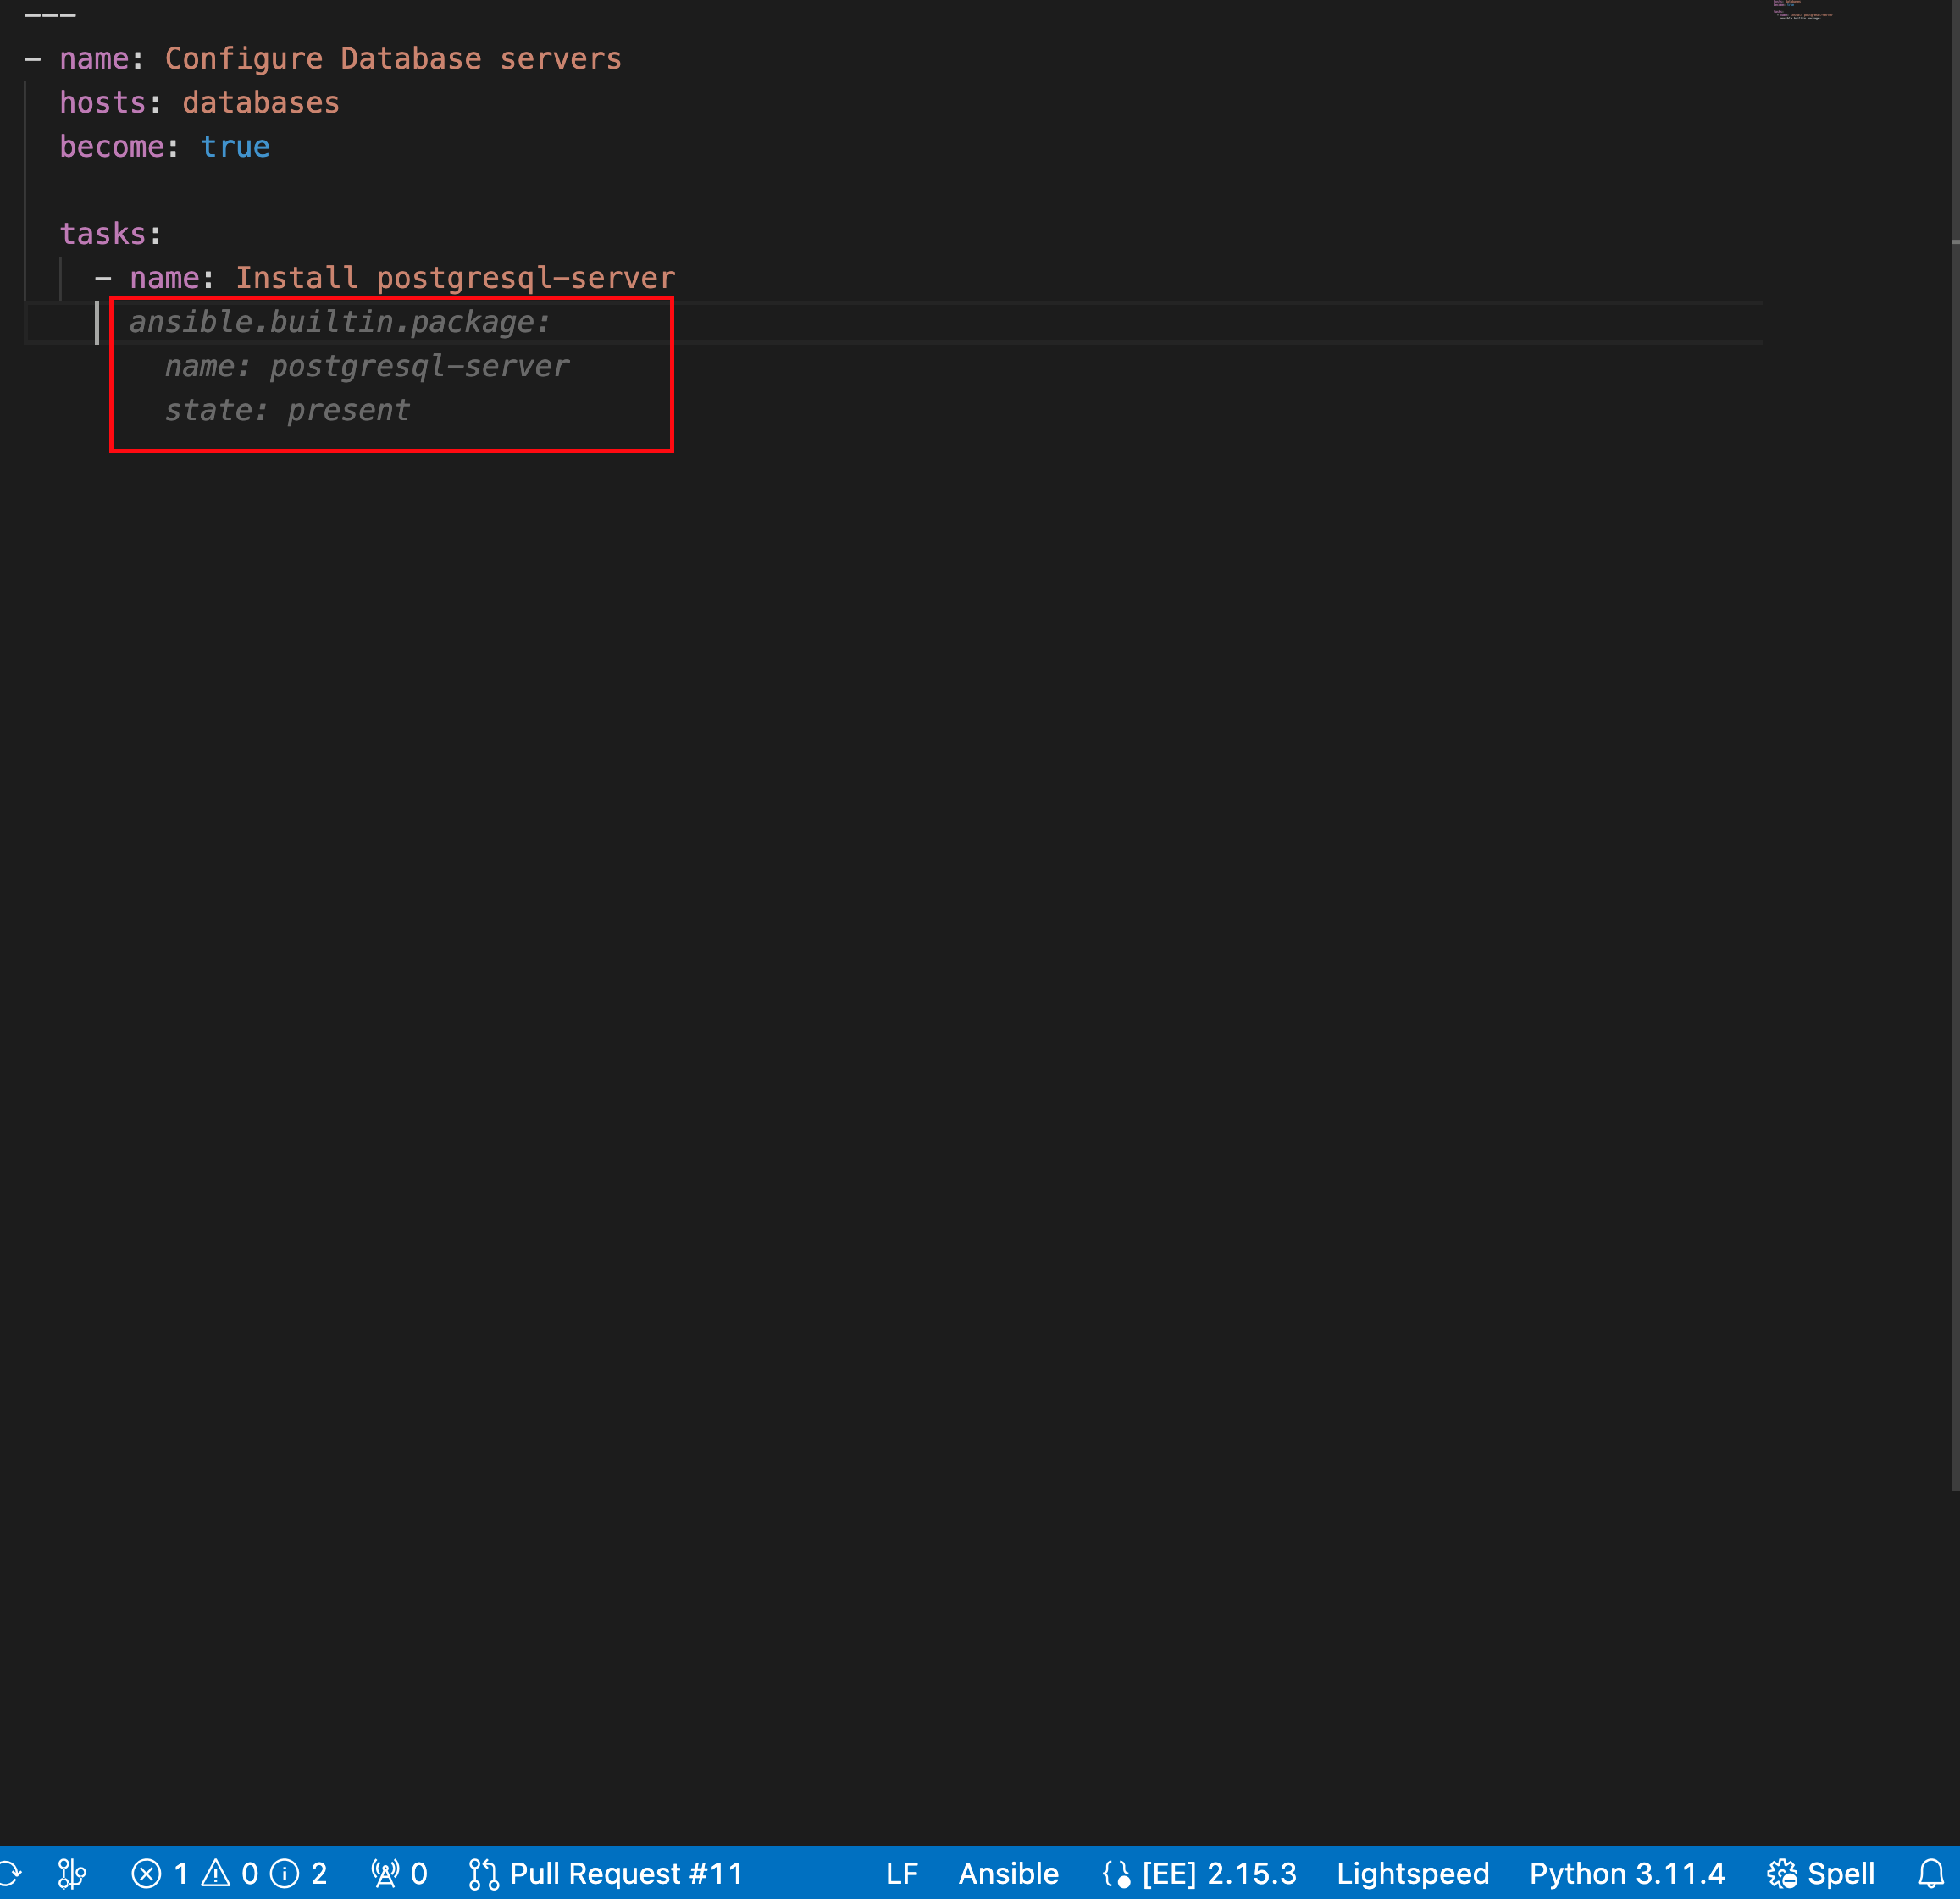 ---
- name: Configure Database servers
  hosts: databases
  become: true

  tasks:
    - name: Install postgresql-server
      ansible.builtin.package:
        name: postgresql-server
        state: present
1 0 2 0 Pull Request #11 LF Ansible [EE] 2.15.3 Lightspeed Python 3.11.4 Spell